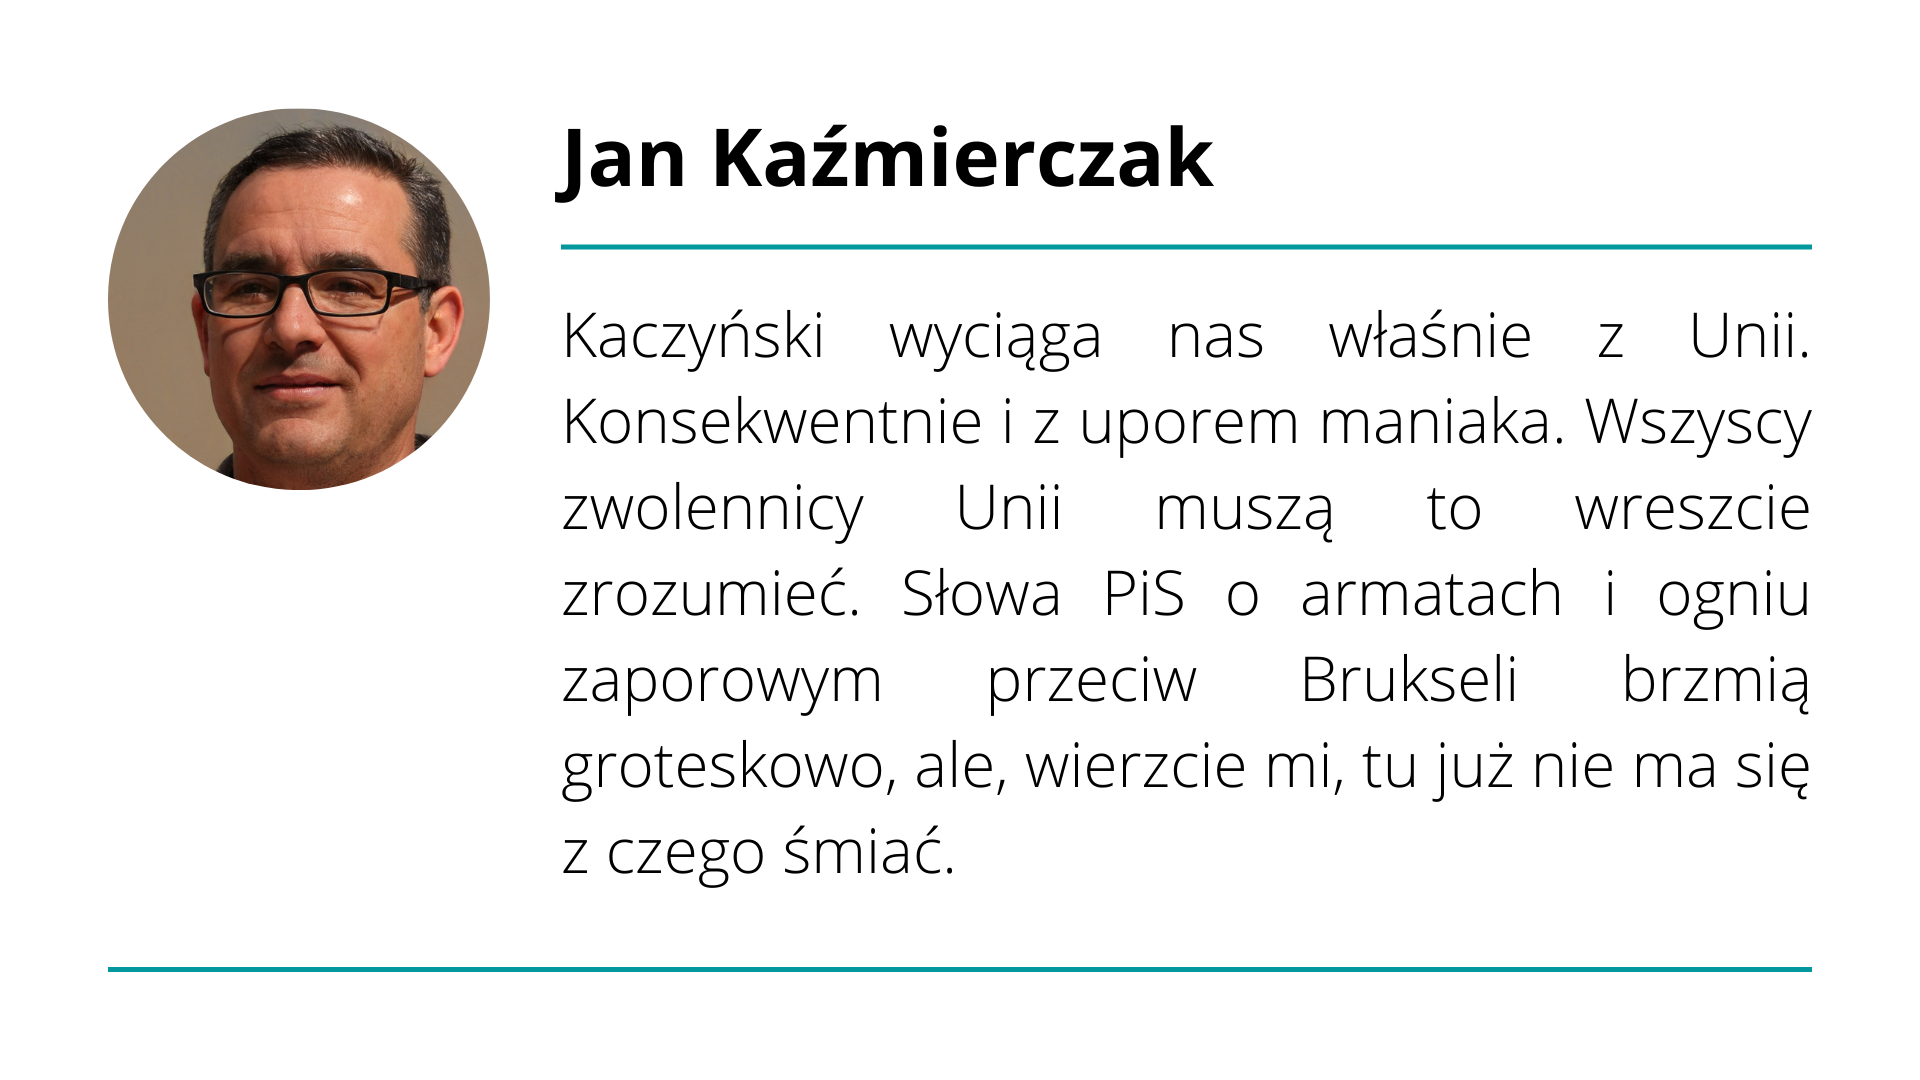 Jan Kaźmierczak
Kaczyński wyciąga nas właśnie z Unii.
Konsekwentnie i z uporem maniaka. Wszyscy
zwolennicy Unii muszą to wreszcie
zrozumieć. Słowa PiS o armatach i ogniu
zaporowym przeciw Brukseli brzmią
groteskowo, ale, wierzcie mi, tu już nie ma się
z czego śmiać.